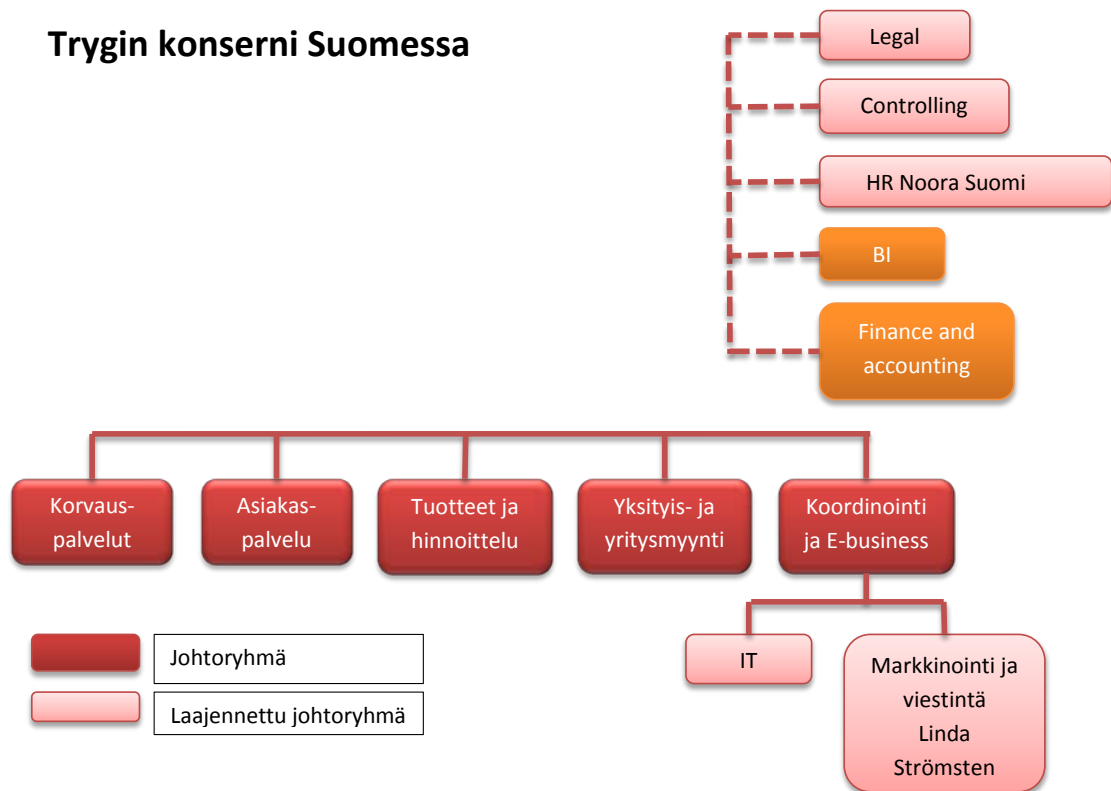 Trygin konserni Suomessa
Legal
Controlling
HR Noora Suomi
BI
Finance and
accounting
Korvaus-
palvelut
Asiakas-
palvelu
Tuotteet ja
hinnoittelu
Yksityis- ja
yritysmyynti
Koordinointi
ja E-business
IT
Markkinointi ja
viestintä
Linda
Strömsten
Johtoryhmä
Laajennettu johtoryhmä